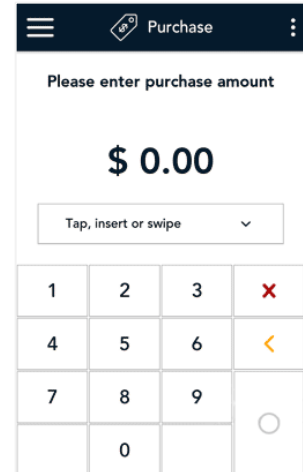 Purchase
Please enter purchase amount
$ 0.00
Tap, insert or swipe
1 2 3
4 5 6
7 8 9
0